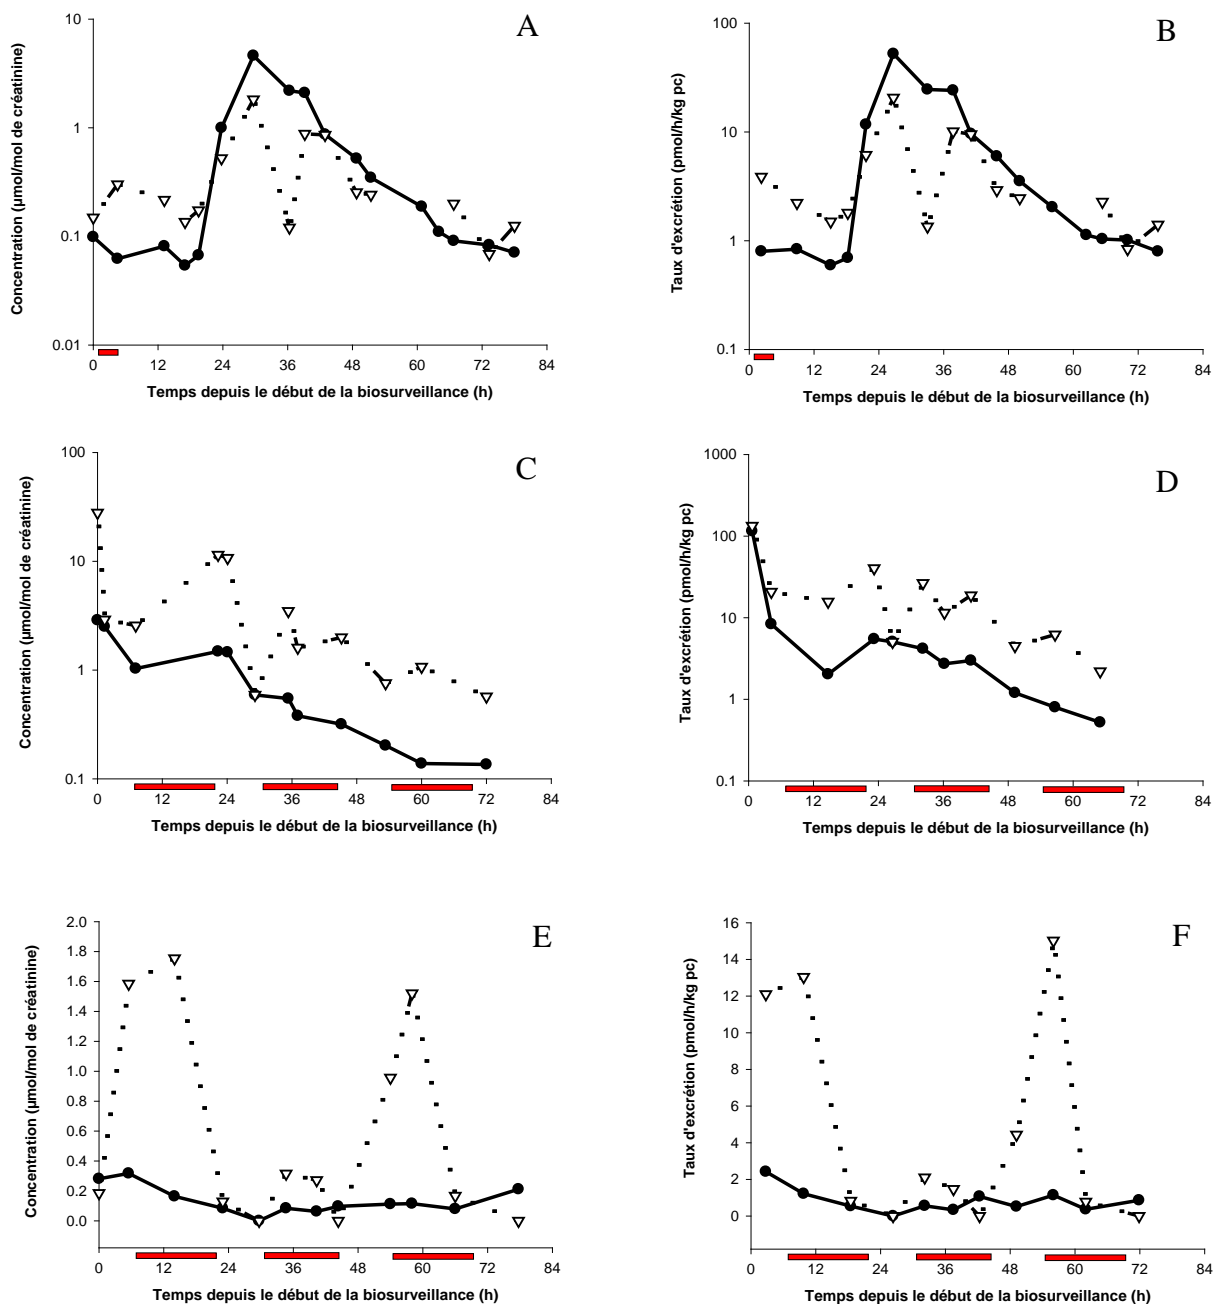 A
Concentration (µmol/mol de créatinine)
10
1
0.1
0.01
0 12 24 36 48 60 72 84
Temps depuis le début de la biosurveillance (h)
B
Taux d'excrétion (pmol/h/kg pc)
100
10
1
0.1
0 12 24 36 48 60 72 84
Temps depuis le début de la biosurveillance (h)
C
Concentration (µmol/mol de créatinine)
100
10
1
0.1
0 12 24 36 48 60 72 84
Temps depuis le début de la biosurveillance (h)
D
Taux d'excrétion (pmol/h/kg pc)
1000
100
10
1
0.1
0 12 24 36 48 60 72 84
Temps depuis le début de la biosurveillance (h)
E
Concentration (µmol/mol de créatinine)
2.0
1.8
1.6
1.4
1.2
1.0
0.8
0.6
0.4
0.2
0.0
0 12 24 36 48 60 72 84
Temps depuis le début de la biosurveillance (h)
F
Taux d'excrétion (pmol/h/kg pc)
16
14
12
10
8
6
4
2
0
0 12 24 36 48 60 72 84
Temps depuis le début de la biosurveillance (h)